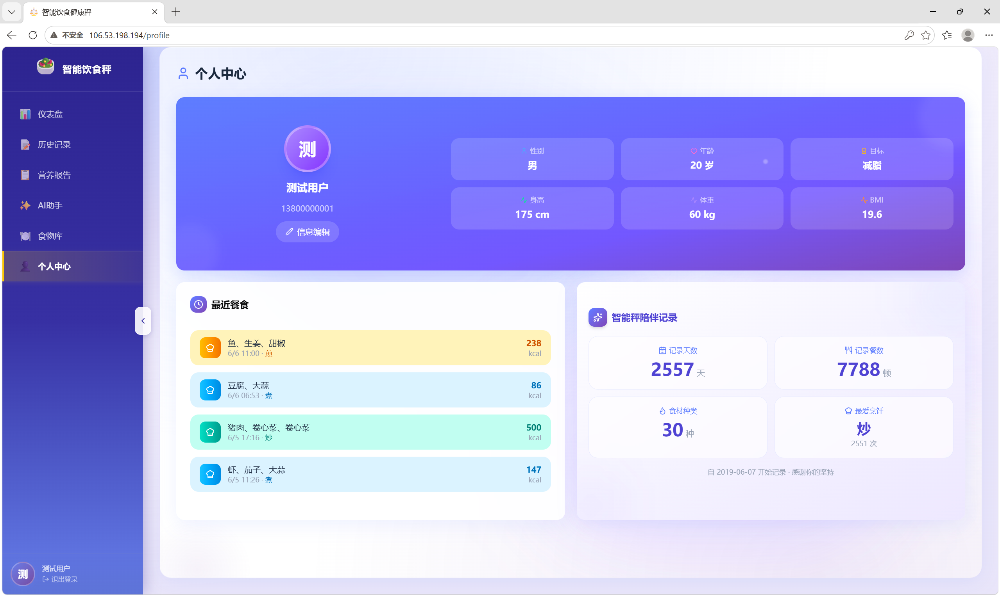 智能饮食健康秤
不安全 106.53.198.194/profile
智能饮食秤
仪表盘
历史记录
营养报告
AI助手
食物库
个人中心
测
测试用户
退出登录
个人中心
测
测试用户
13800000001
信息编辑
性别
男
年龄
20 岁
目标
减脂
身高
175 cm
体重
60 kg
BMI
19.6
最近餐食
鱼、生姜、甜椒
6/6 11:00 · 煎
238
kcal
豆腐、大蒜
6/6 06:53 · 煮
86
kcal
猪肉、卷心菜、卷心菜
6/5 17:16 · 炒
500
kcal
虾、茄子、大蒜
6/5 11:26 · 煮
147
kcal
智能秤陪伴记录
记录天数
2557 天
记录餐数
7788 顿
食材种类
30 种
最爱烹饪
炒
2551 次
自 2019-06-07 开始记录 · 感谢你的坚持